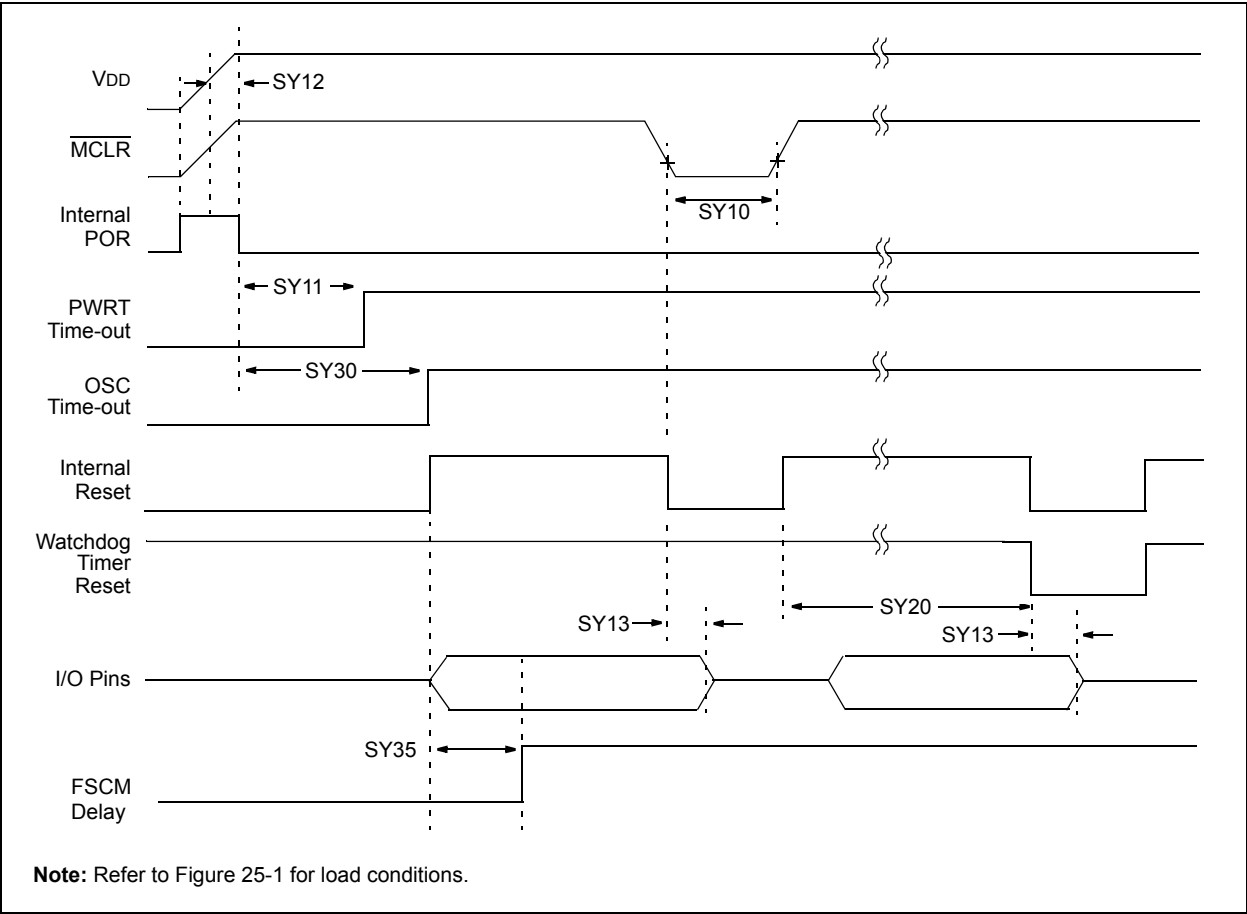 VDD
SY12
MCLR
SY10
Internal
POR
SY11
PWRT
Time-out
SY30
OSC
Time-out
Internal
Reset
Watchdog
Timer
Reset
SY20
SY13
SY13
I/O Pins
SY35
FSCM
Delay
Note: Refer to Figure 25-1 for load conditions.